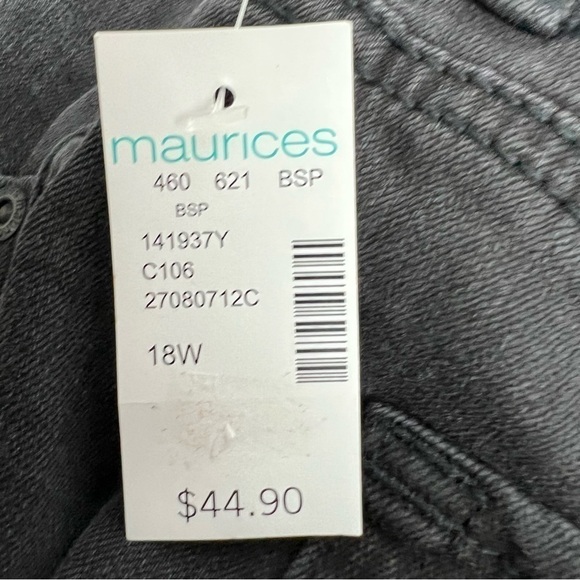 maurices
460 621 BSP
BSP
141937Y
C106
27080712C
18W
$44.90